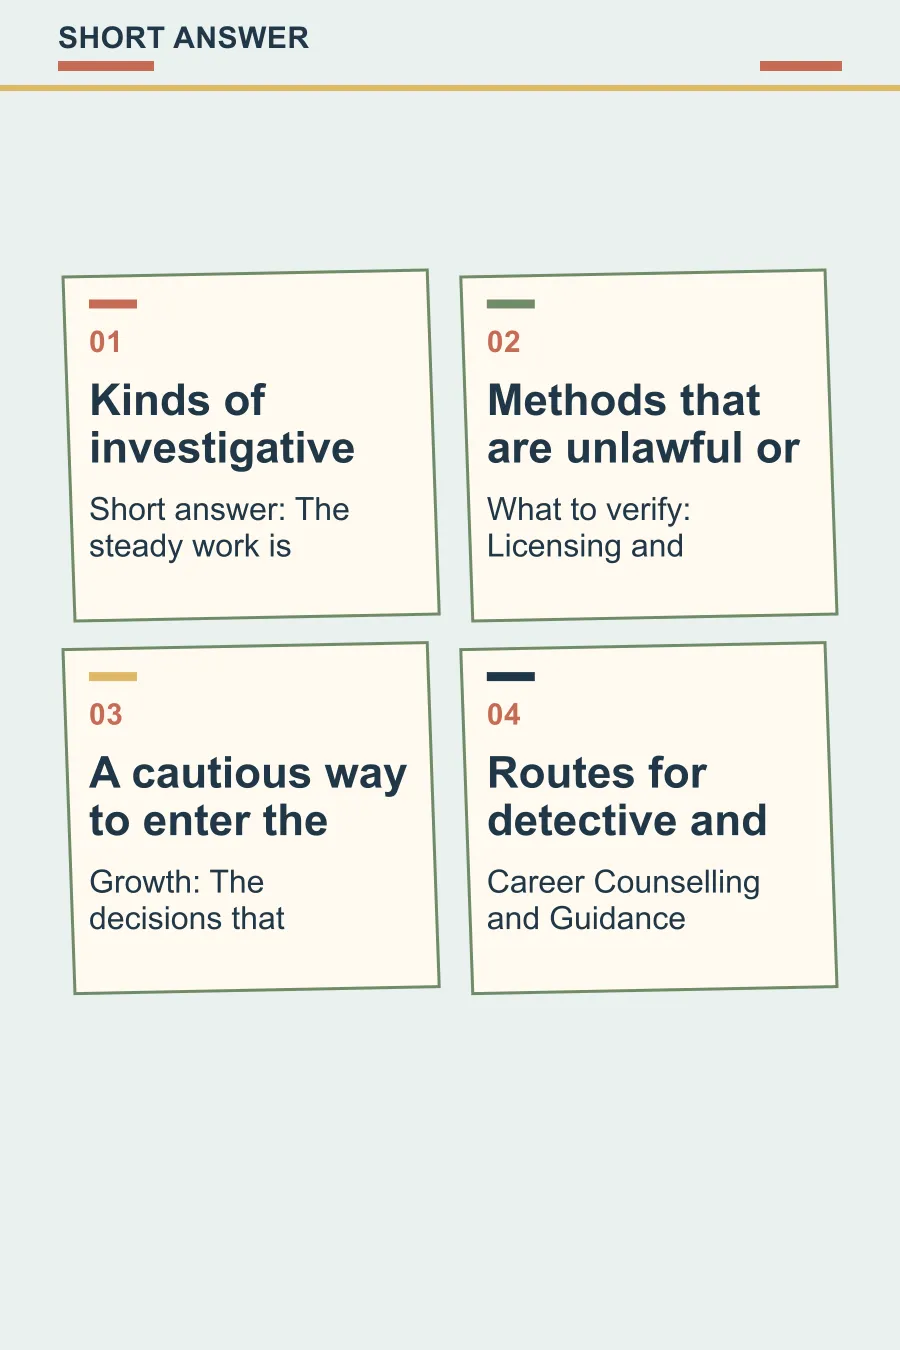 SHORT ANSWER
01
Kinds of
investigative
Short answer: The
steady work is
02
Methods that
are unlawful or
What to verify:
Licensing and
03
A cautious way
to enter the
Growth: The
decisions that
04
Routes for
detective and
Career Counselling
and Guidance